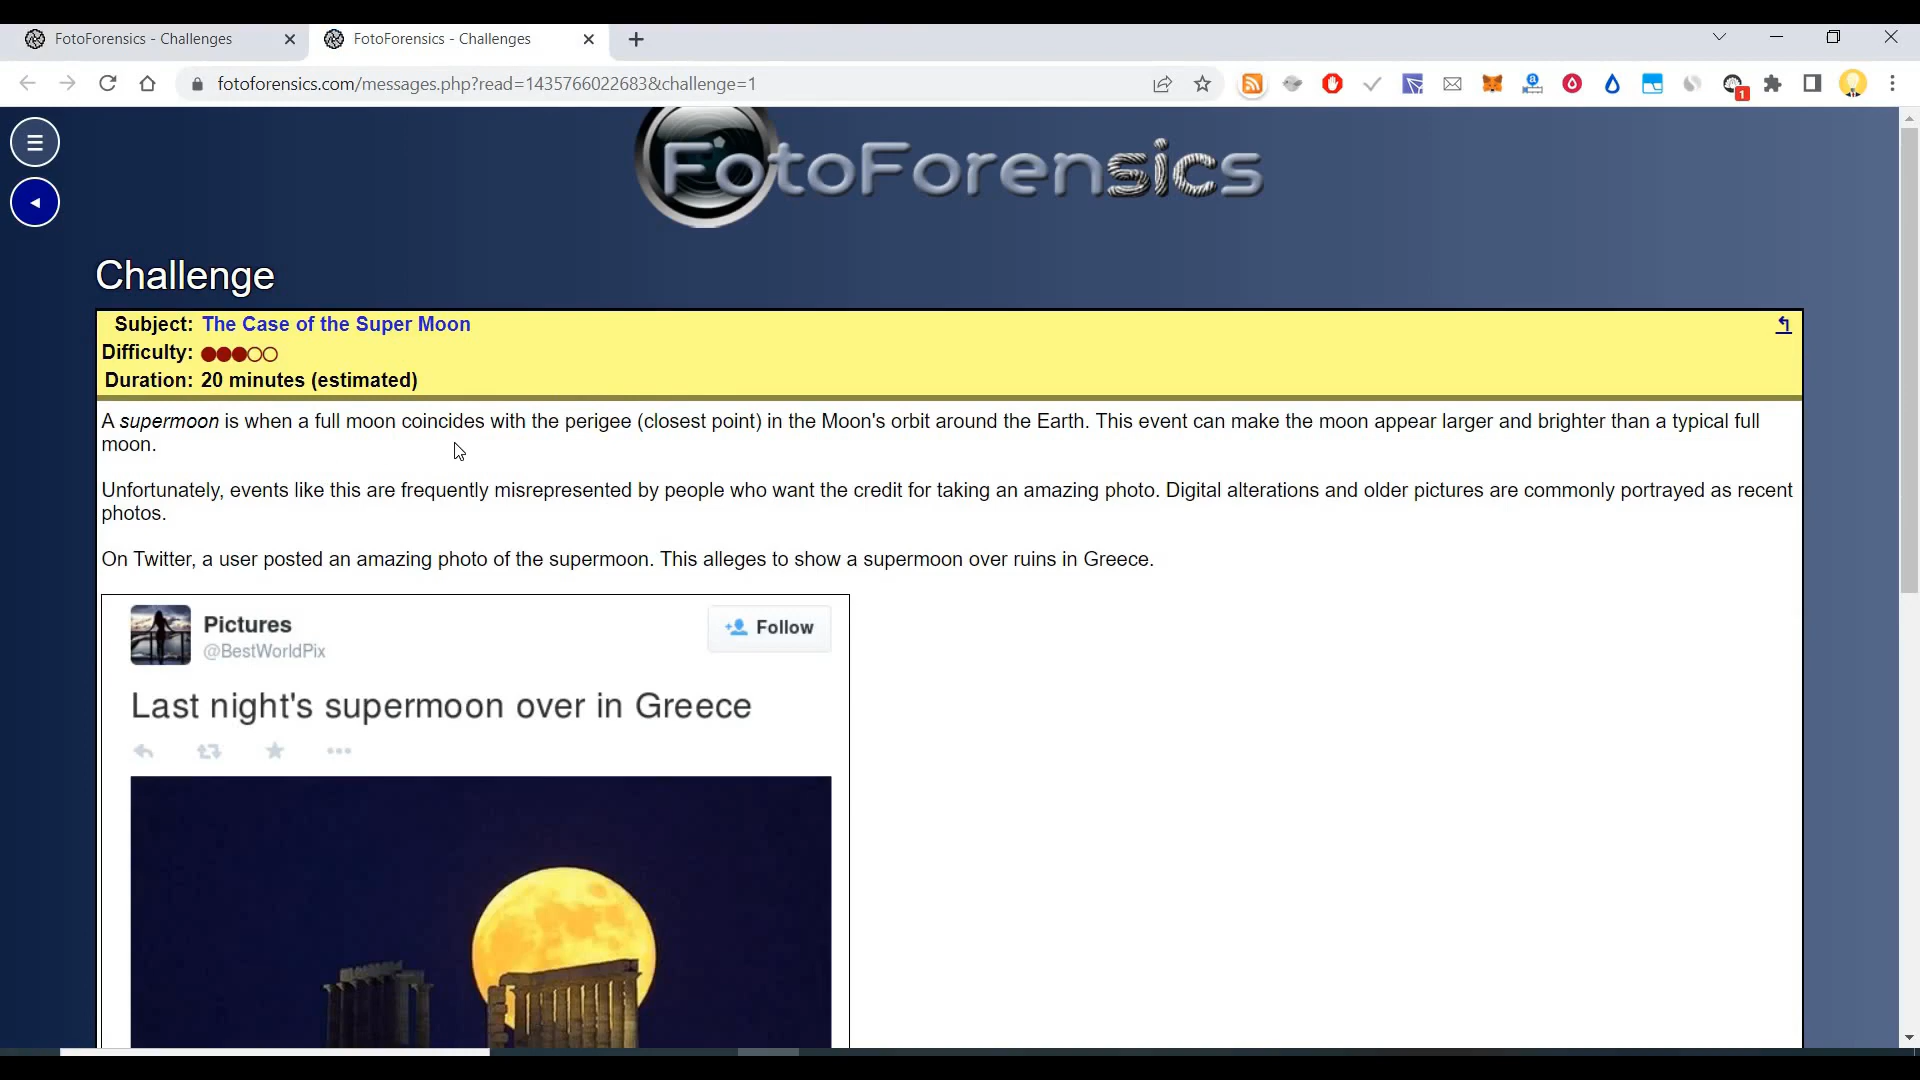 FotoForensics - Challenges
FotoForensics - Challenges
fotoforensics.com/messages.php?read=1435766022683&challenge=1
1
FotoForensics
Challenge
Subject: The Case of the Super Moon
Difficulty:
Duration: 20 minutes (estimated)
A supermoon is when a full moon coincides with the perigee (closest point) in the Moon's orbit around the Earth. This event can make the moon appear larger and brighter than a typical full
moon.
Unfortunately, events like this are frequently misrepresented by people who want the credit for taking an amazing photo. Digital alterations and older pictures are commonly portrayed as recent
photos.
On Twitter, a user posted an amazing photo of the supermoon. This alleges to show a supermoon over ruins in Greece.
Pictures
@BestWorldPix
Follow
Last night's supermoon over in Greece